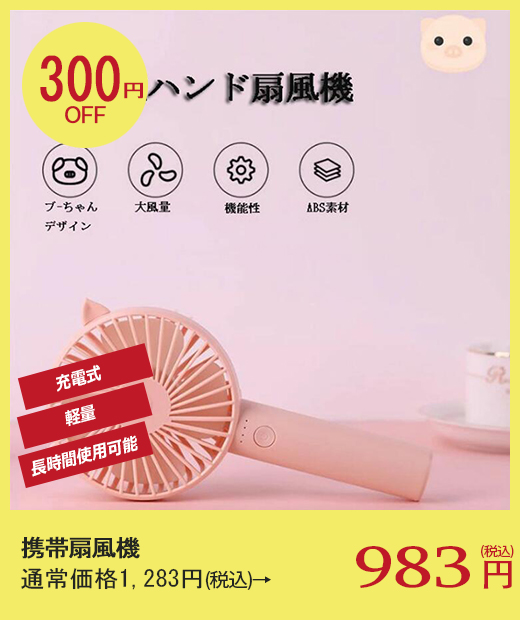 300円
OFF
ハンド扇風機
ブーちゃん
デザイン
大風量
機能性
ABS素材
充電式
軽量
長時間使用可能
携帯扇風機
通常価格1,283円(税込)→
983円
(税込)